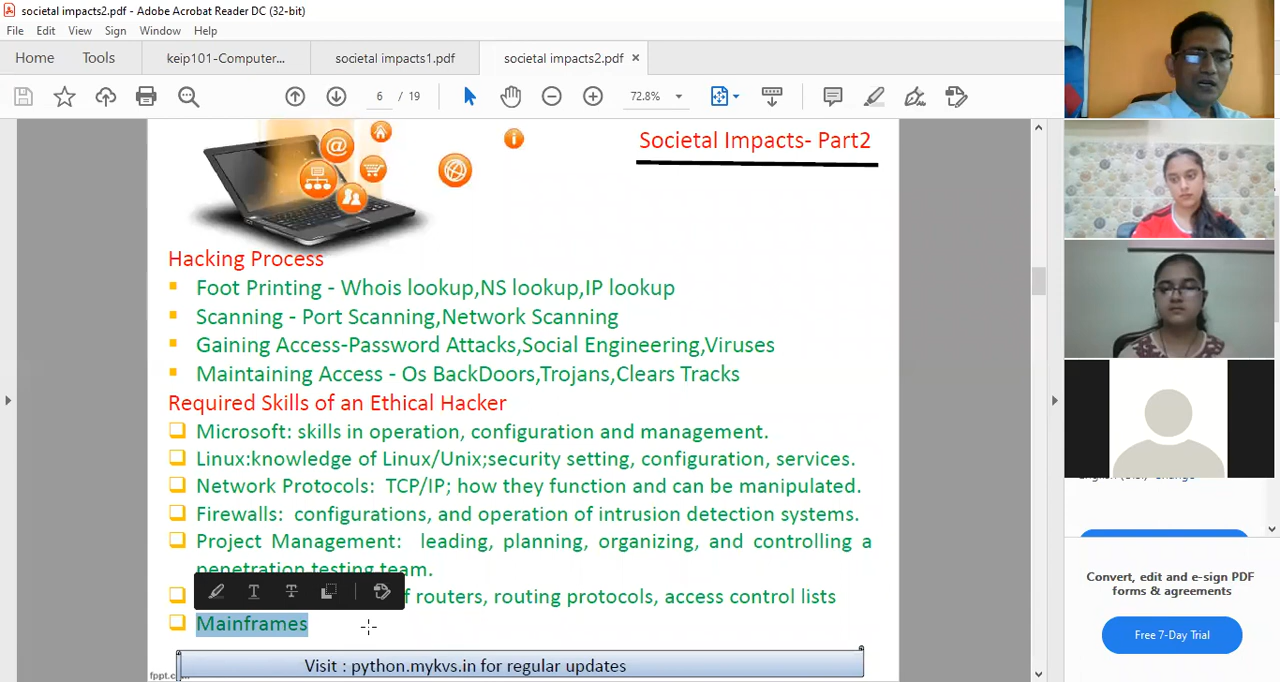 societal impacts2.pdf - Adobe Acrobat Reader DC (32-bit)
File Edit View Sign Window Help
Home Tools keip101-Computer... societal impacts1.pdf societal impacts2.pdf ×
6 / 19 72.8%
Societal Impacts- Part2
Hacking Process
Foot Printing - Whois lookup,NS lookup,IP lookup
Scanning - Port Scanning,Network Scanning
Gaining Access-Password Attacks,Social Engineering,Viruses
Maintaining Access - Os BackDoors,Trojans,Clears Tracks
Required Skills of an Ethical Hacker
Microsoft: skills in operation, configuration and management.
Linux:knowledge of Linux/Unix;security setting, configuration, services.
Network Protocols: TCP/IP; how they function and can be manipulated.
Firewalls: configurations, and operation of intrusion detection systems.
Project Management: leading, planning, organizing, and controlling a
penetration testing team.
routers, routing protocols, access control lists
Mainframes
Visit : python.mykvs.in for regular updates
Convert, edit and e-sign PDF
forms & agreements
Free 7-Day Trial